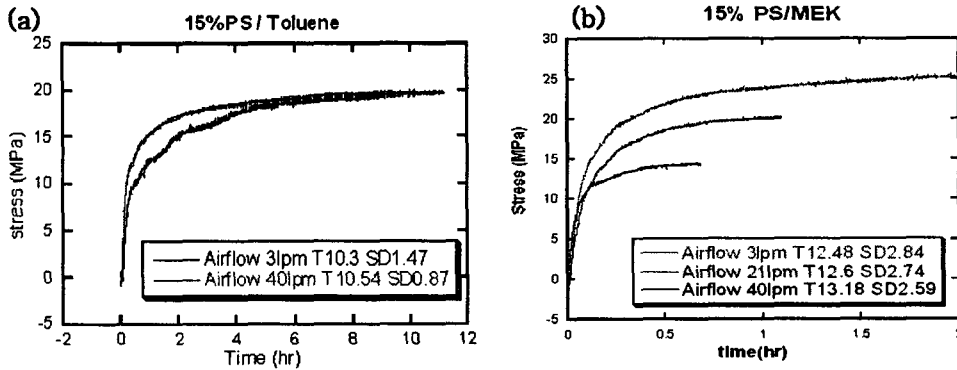 (a)
15%PS / Toluene
25
20
15
10
5
0
-5
stress (MPa)
-2 0 2 4 6 8 10 12
Time (hr)
Airflow 3lpm T10.3 SD1.47
Airflow 40lpm T10.54 SD0.87
(b)
15% PS/MEK
30
25
20
15
10
5
0
-5
Stress (MPa)
0 0.5 1 1.5 2
time(hr)
Airflow 3lpm T12.48 SD2.84
Airflow 21lpm T12.6 SD2.74
Airflow 40lpm T13.18 SD2.59